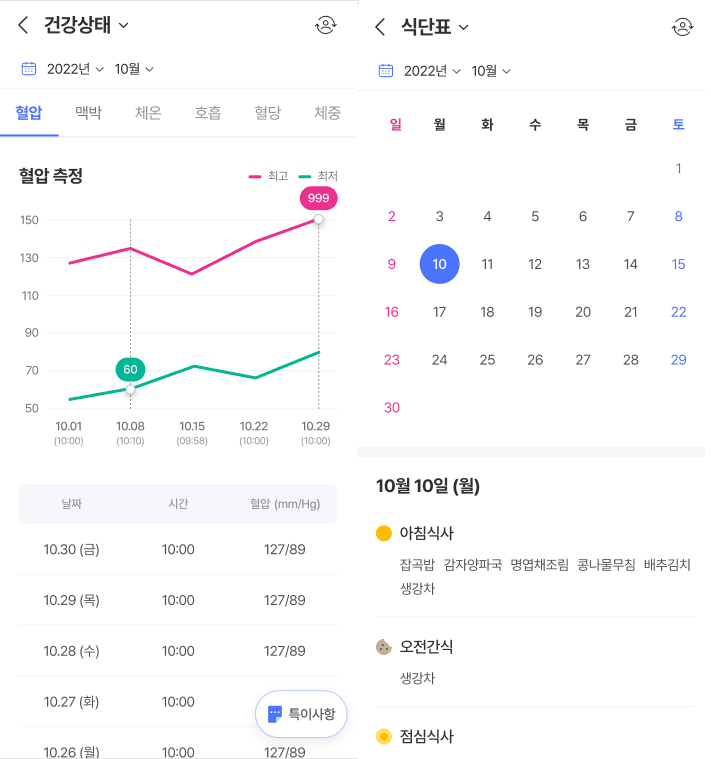 건강상태
2022년 10월
혈압 맥박 체온 호흡 혈당 체중
혈압 측정
최고 최저
999
150
130
110
90
70
50
60
10.01 10.08 10.15 10.22 10.29
(10:00) (10:10) (09:58) (10:00) (10:00)
날짜 시간 혈압 (mm/Hg)
10.30 (금) 10:00 127/89
10.29 (목) 10:00 127/89
10.28 (수) 10:00 127/89
10.27 (화) 10:00
특이사항
10.26 (월) 10:00 127/89
식단표
2022년 10월
일 월 화 수 목 금 토
1
2 3 4 5 6 7 8
9 10 11 12 13 14 15
16 17 18 19 20 21 22
23 24 25 26 27 28 29
30
10월 10일 (월)
아침식사
잡곡밥 감자양파국 명엽채조림 콩나물무침 배추김치
생강차
오전간식
생강차
점심식사